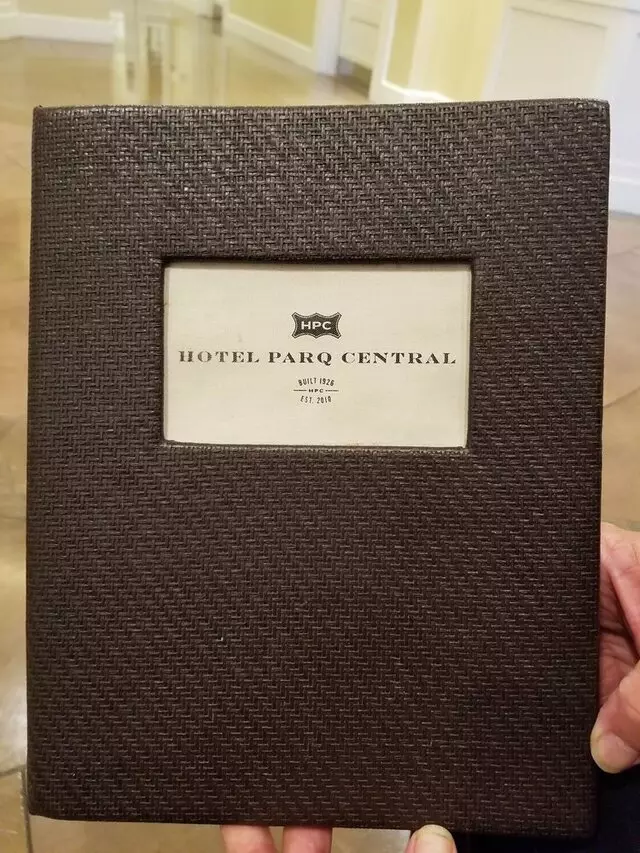 HPC
HOTEL PARQ CENTRAL
BUILT 1926
HPC
EST. 2010